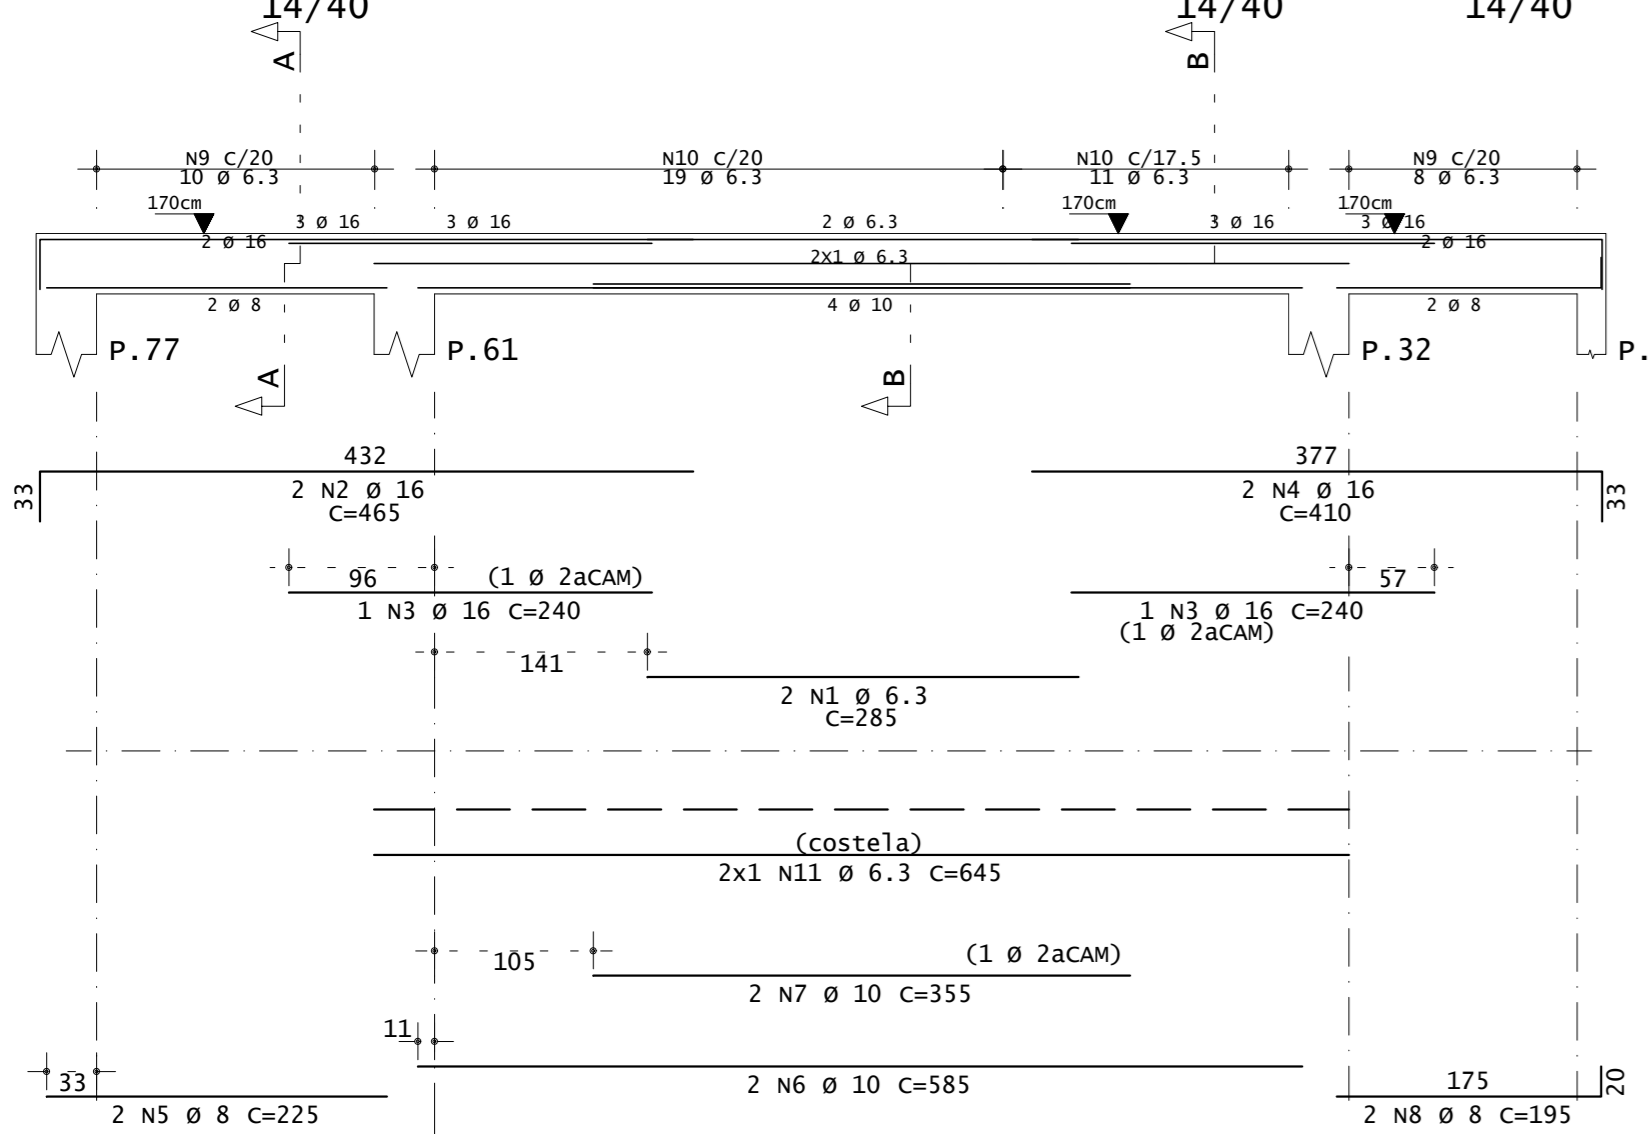 14/40 14/40 14/40
A B
N9 C/20 N10 C/20 N10 C/17.5 N9 C/20
10 Ø 6.3 19 Ø 6.3 11 Ø 6.3 8 Ø 6.3
170cm 170cm 170cm
3 Ø 16 3 Ø 16 2 Ø 6.3 3 Ø 16 3 Ø 16
2 Ø 16 2 Ø 16
2x1 Ø 6.3
2 Ø 8 4 Ø 10 2 Ø 8
P.77 P.61 P.32 P.
A B
432 377
33 2 N2 Ø 16 2 N4 Ø 16 33
C=465 C=410
96 (1 Ø 2aCAM) 57
1 N3 Ø 16 C=240 1 N3 Ø 16 C=240
(1 Ø 2aCAM)
141
2 N1 Ø 6.3
C=285
(costela)
2x1 N11 Ø 6.3 C=645
105 (1 Ø 2aCAM)
2 N7 Ø 10 C=355
11
33 2 N6 Ø 10 C=585 175 20
2 N5 Ø 8 C=225 2 N8 Ø 8 C=195